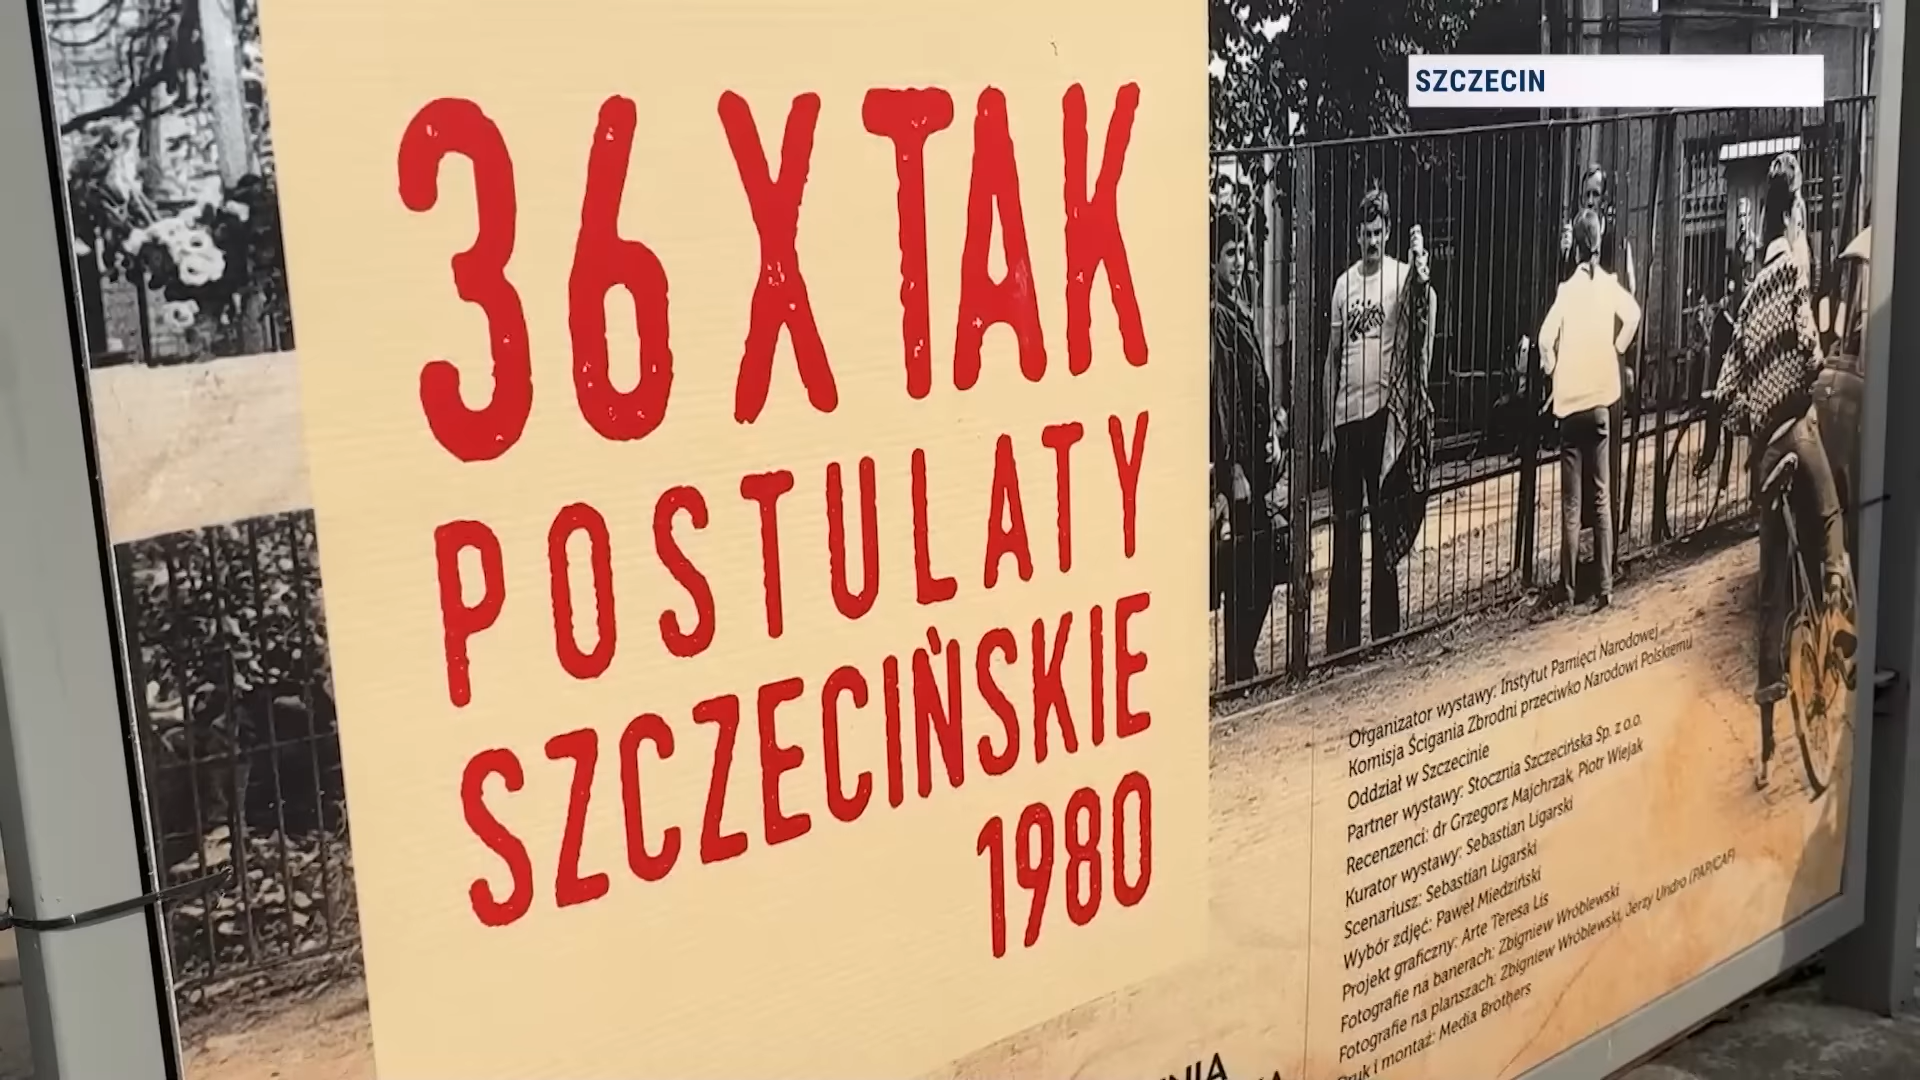 SZCZECIN
36 X TAK
POSTULATY
SZCZECIŃSKIE
1980
Organizator wystawy: Instytut Pamięci Narodowej
Komisja Ścigania Zbrodni przeciwko Narodowi Polskiemu
Oddział w Szczecinie
Partner wystawy: Stocznia Szczecińska Sp. z o.o.
Recenzenci: dr Grzegorz Majchrzak, Piotr Wiejak
Kurator wystawy: Sebastian Ligarski
Scenariusz: Sebastian Ligarski
Wybór zdjęć: Paweł Miedziński
Projekt graficzny: Arte Teresa Lis
Fotografie na banerach: Zbigniew Wróblewski
Fotografie na planszach: Zbigniew Wróblewski, Jerzy Undro (PAP/CAF)
Druk i montaż: Media Brothers